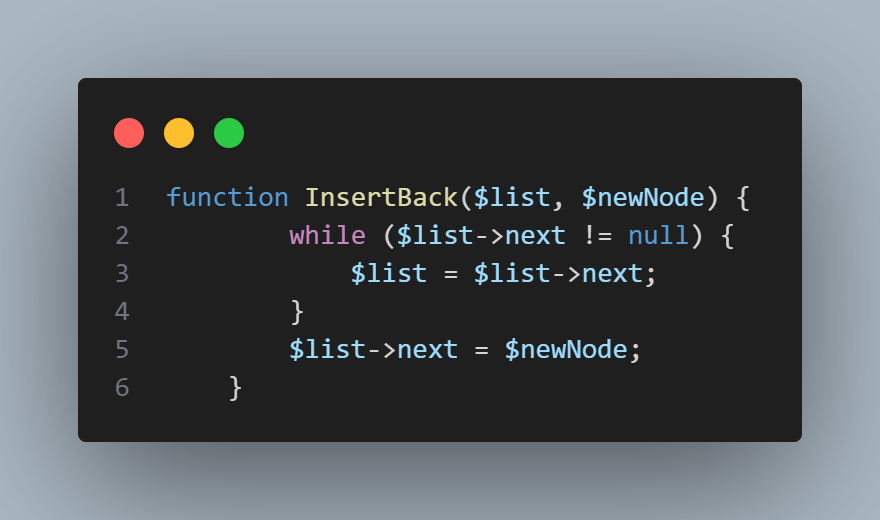 1 function InsertBack($list, $newNode) {
2 while ($list->next != null) {
3 $list = $list->next;
4 }
5 $list->next = $newNode;
6 }